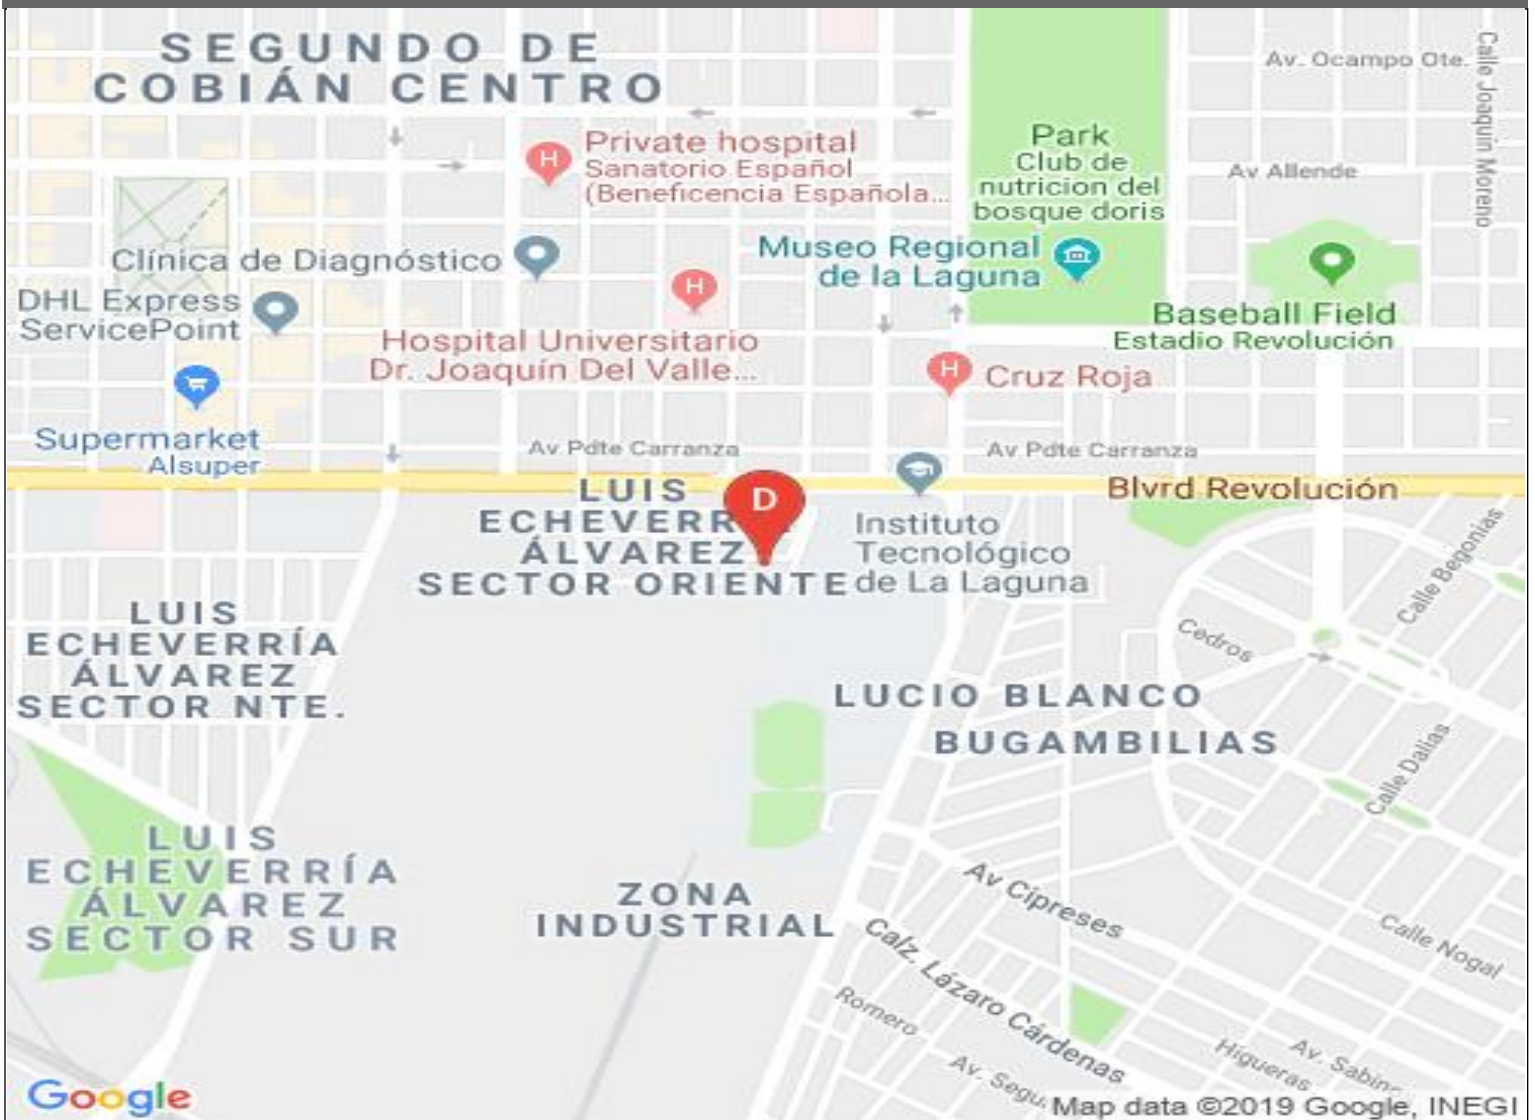 SEGUNDO DE
COBIÁN CENTRO
Av. Ocampo Ote.
Calle Joaquin Moreno
Private hospital
Sanatorio Español
(Beneficencia Española...
Park
Club de
nutricion del
bosque doris
Av Allende
Clínica de Diagnóstico
Museo Regional
de la Laguna
DHL Express
ServicePoint
H
H
Hospital Universitario
Dr. Joaquín Del Valle...
Baseball Field
Estadio Revolución
H
Cruz Roja
Supermarket
Alsuper
Av Pdte Carranza
Av Pdte Carranza
Blvrd Revolución
D
LUIS
ECHEVERR
ÁLVAREZ
SECTOR ORIENTE
Instituto
Tecnológico
de La Laguna
Calle Begonias
LUIS
ECHEVERRÍA
ÁLVAREZ
SECTOR NTE.
Cedros
LUCIO BLANCO
BUGAMBILIAS
Calle Dalias
LUIS
ECHEVERRÍA
ÁLVAREZ
SECTOR SUR
ZONA
INDUSTRIAL
Av Cipreses
Calz. Lázaro Cárdenas
Calle Nogal
Romero
Av. Segu
Higueras
Av. Sabino
Google
Map data ©2019 Google, INEGI